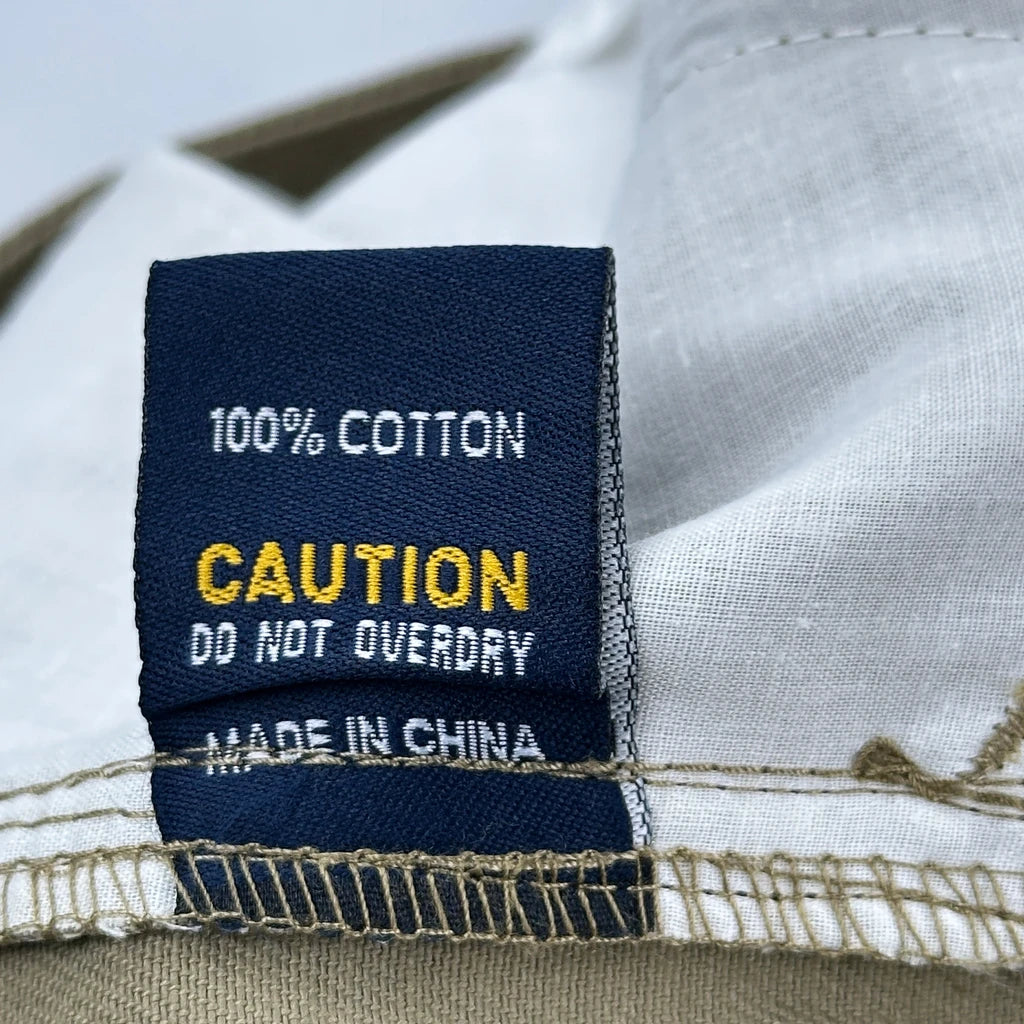 100% COTTON
CAUTION
DO NOT OVERDRY
MADE IN CHINA